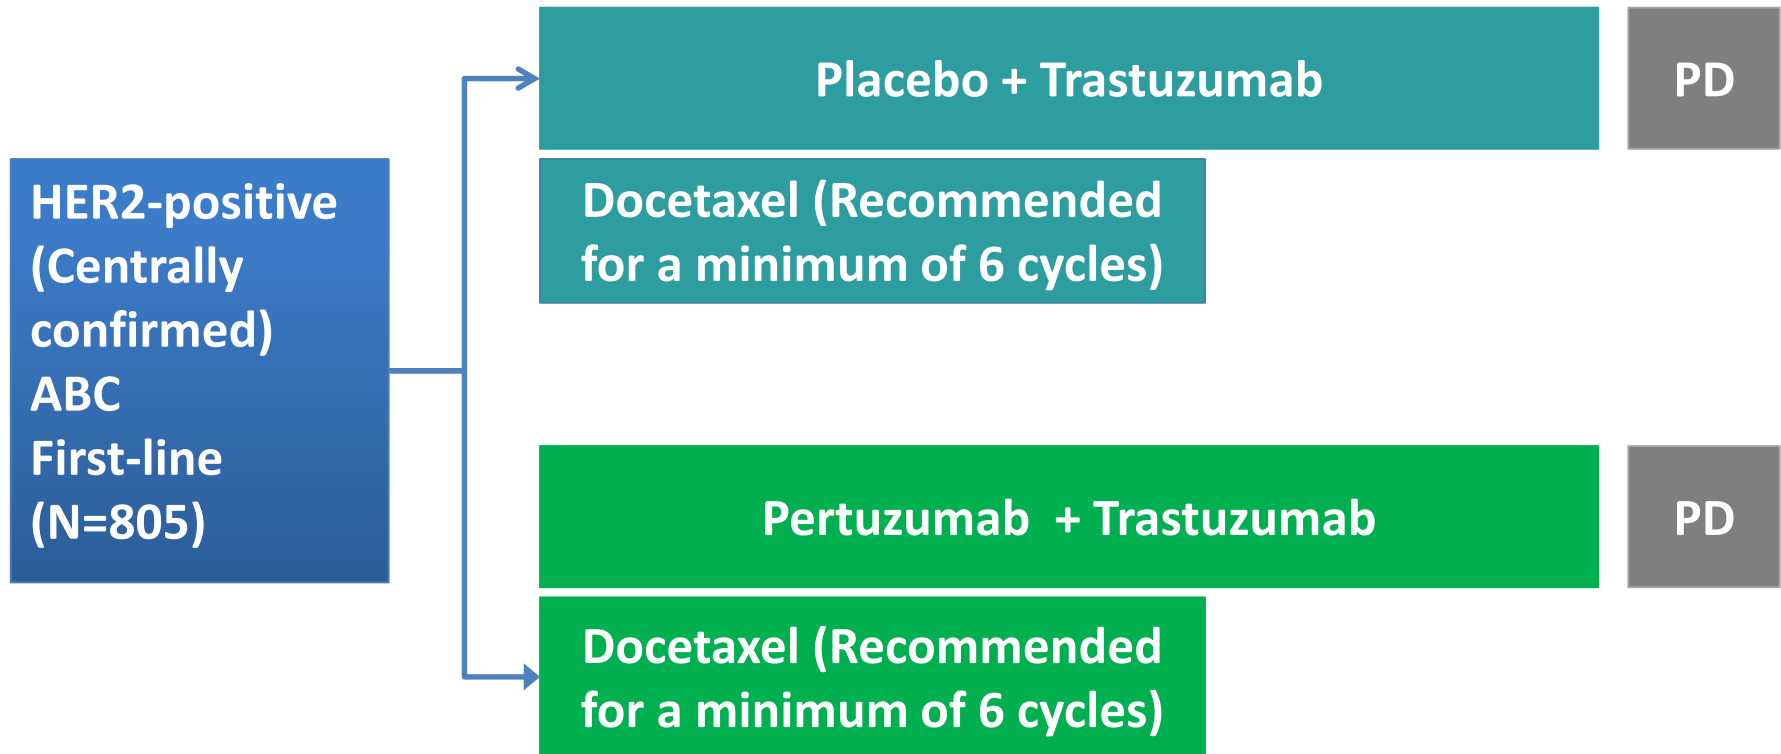 Placebo + Trastuzumab
PD
Docetaxel (Recommended
for a minimum of 6 cycles)
HER2-positive
(Centrally
confirmed)
ABC
First-line
(N=805)
Pertuzumab + Trastuzumab
PD
Docetaxel (Recommended
for a minimum of 6 cycles)